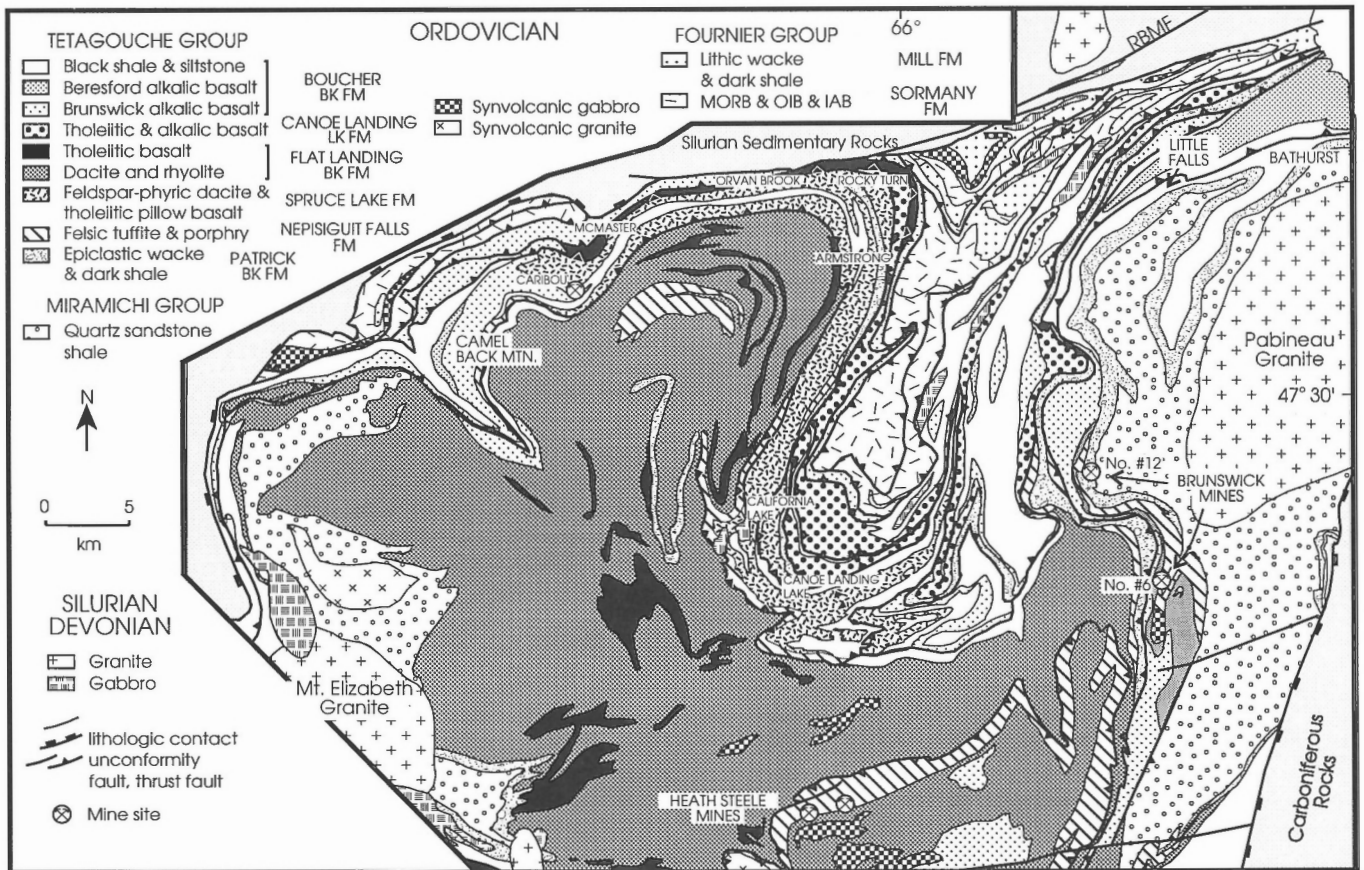 ORDOVICIAN
TETAGOUCHE GROUP
Black shale & siltstone
Beresford alkalic basalt
Brunswick alkalic basalt
Tholeiitic & alkalic basalt
Tholeiitic basalt
Dacite and rhyolite
Feldspar-phyric dacite &
tholeiitic pillow basalt
Felsic tuffite & porphry
Epiclastic wacke
& dark shale
BOUCHER
BK FM
CANOE LANDING
LK FM
FLAT LANDING
BK FM
SPRUCE LAKE FM
NEPISIGUIT FALLS
FM
PATRICK
BK FM
MIRAMICHI GROUP
Quartz sandstone
shale
Synvolcanic gabbro
Synvolcanic granite
FOURNIER GROUP
Lithic wacke
& dark shale
MORB & OIB & IAB
MILL FM
SORMANY
FM
66°
RBMF
Silurian Sedimentary Rocks
LITTLE
FALLS
BATHURST
ORVAN BROOK
ROCKY TURN
MCMASTER
CARIBOU
ARMSTRONG
CAMEL
BACK MTN.
Pabineau
Granite
47° 30'
N
0 5
km
No. #12
BRUNSWICK
MINES
CALIFORNIA
LAKE
CANOE LANDING
LAKE
No. #6
SILURIAN
DEVONIAN
Granite
Gabbro
Mt. Elizabeth
Granite
lithologic contact
unconformity
fault, thrust fault
Mine site
HEATH STEELE
MINES
Carboniferous
Rocks